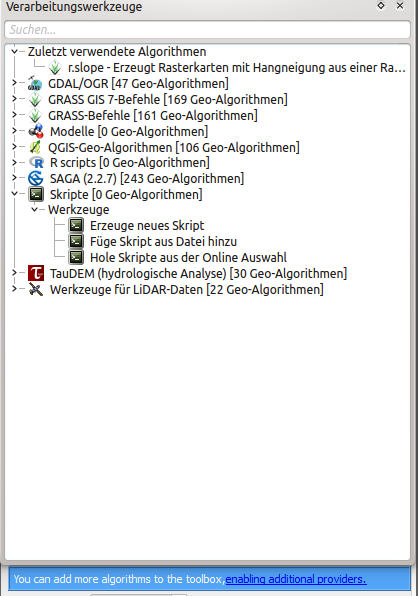 Verarbeitungswerkzeuge
Suchen...
Zuletzt verwendete Algorithmen
r.slope - Erzeugt Rasterkarten mit Hangneigung aus einer Ra...
GDAL/OGR [47 Geo-Algorithmen]
GRASS GIS 7-Befehle [169 Geo-Algorithmen]
GRASS-Befehle [161 Geo-Algorithmen]
Modelle [0 Geo-Algorithmen]
QGIS-Geo-Algorithmen [106 Geo-Algorithmen]
R scripts [0 Geo-Algorithmen]
SAGA (2.2.7) [243 Geo-Algorithmen]
Skripte [0 Geo-Algorithmen]
Werkzeuge
Erzeuge neues Skript
Füge Skript aus Datei hinzu
Hole Skripte aus der Online Auswahl
TauDEM (hydrologische Analyse) [30 Geo-Algorithmen]
Werkzeuge für LiDAR-Daten [22 Geo-Algorithmen]
You can add more algorithms to the toolbox,enabling additional providers.